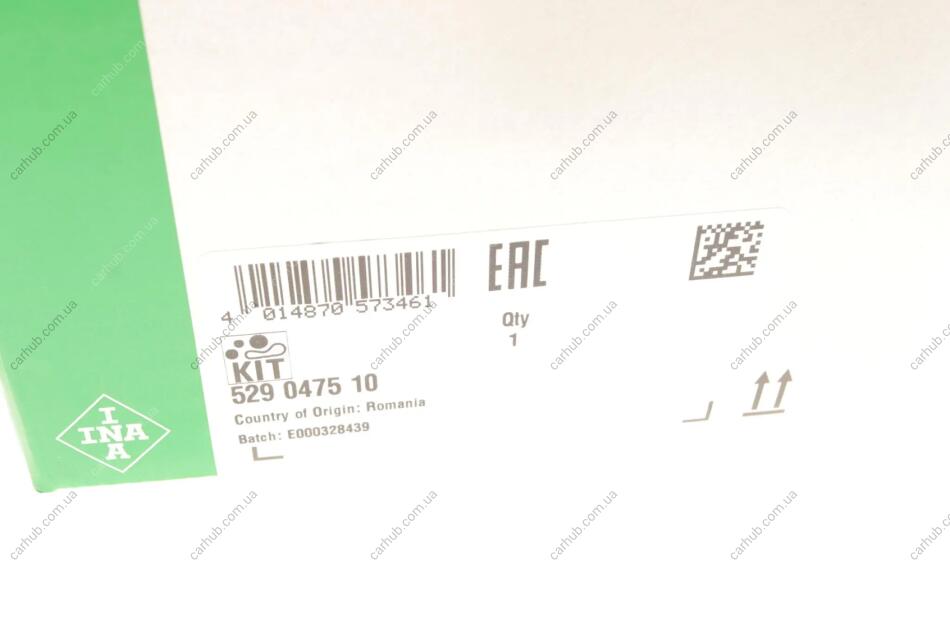 4 014870 573461
EAC
Qty
1
KIT
529 0475 10
Country of Origin: Romania
Batch: E000328439
I
INA
A
carhub.com.ua